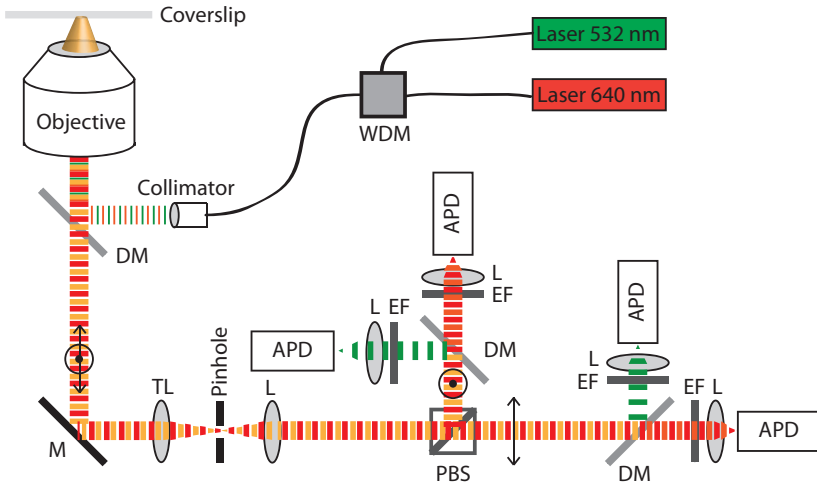 Coverslip
Laser 532 nm
Laser 640 nm
WDM
Objective
Collimator
DM
APD
L
EF
APD
L
EF
DM
APD
L
EF
TL
Pinhole
L
EF
L
M
PBS
DM
APD